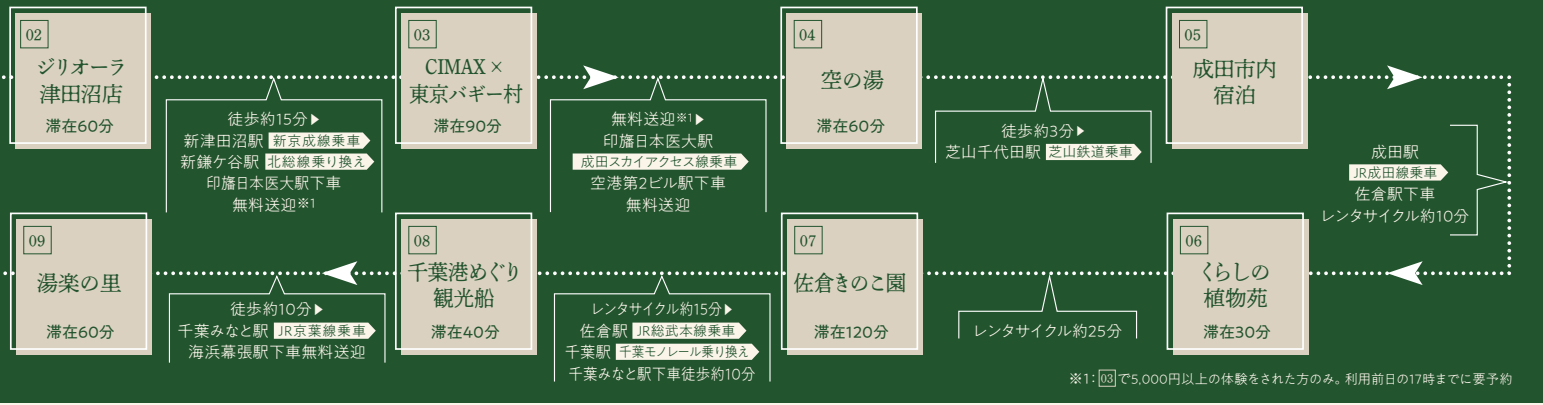 02
ジリオーラ
津田沼店
滞在60分
徒歩約15分▶
新津田沼駅 新京成線乗車
新鎌ケ谷駅 北総線乗り換え
印旛日本医大駅下車
無料送迎※1
03
CIMAX×
東京バギー村
滞在90分
無料送迎※1▶
印旛日本医大駅
成田スカイアクセス線乗車
空港第2ビル駅下車
無料送迎
04
空の湯
滞在60分
徒歩約3分▶
芝山千代田駅 芝山鉄道乗車
05
成田市内
宿泊
成田駅
JR成田線乗車
佐倉駅下車
レンタサイクル約10分
06
くらしの
植物苑
滞在30分
レンタサイクル約25分
07
佐倉きのこ園
滞在120分
レンタサイクル約15分▶
佐倉駅 JR総武本線乗車
千葉駅 千葉モノレール乗り換え
千葉みなと駅下車徒歩約10分
08
千葉港めぐり
観光船
滞在40分
徒歩約10分▶
千葉みなと駅 JR京葉線乗車
海浜幕張駅下車無料送迎
09
湯楽の里
滞在60分
※1:03で5,000円以上の体験をされた方のみ。利用前日の17時までに要予約